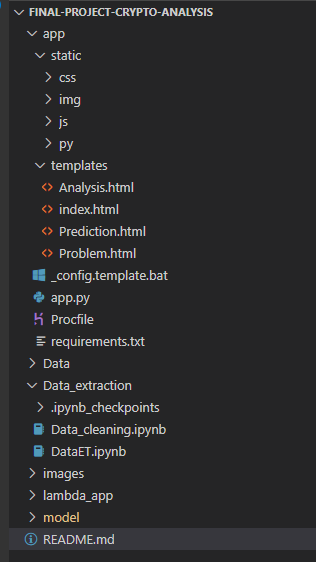 FINAL-PROJECT-CRYPTO-ANALYSIS
app
static
css
img
js
py
templates
Analysis.html
index.html
Prediction.html
Problem.html
_config.template.bat
app.py
Procfile
requirements.txt
Data
Data_extraction
.ipynb_checkpoints
Data_cleaning.ipynb
DataET.ipynb
images
lambda_app
model
README.md